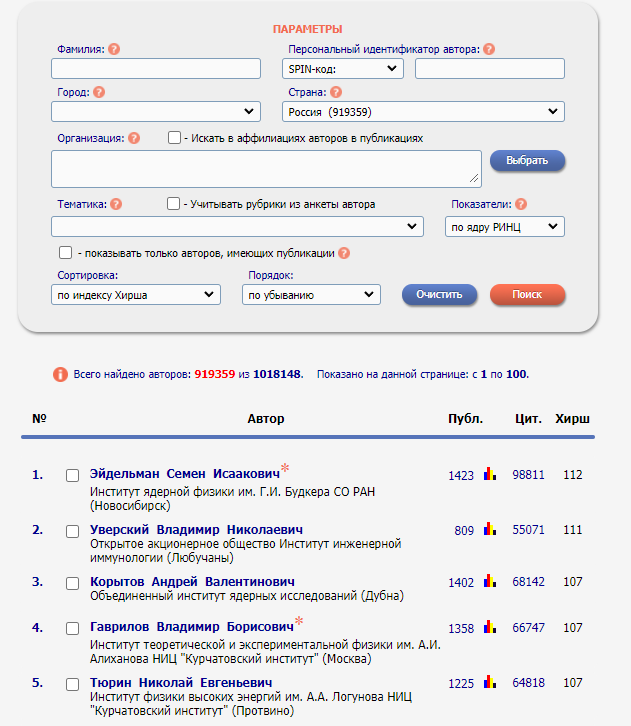 ПАРАМЕТРЫ
Фамилия: ? Персональный идентификатор автора: ?
SPIN-код:
Город: ? Страна: ?
Россия (919359)
Организация: ? - Искать в аффилиациях авторов в публикациях
Выбрать
Тематика: ? - Учитывать рубрики из анкеты автора Показатели: ?
по ядру РИНЦ
- показывать только авторов, имеющих публикации ?
Сортировка: Порядок:
по индексу Хирша по убыванию Очистить Поиск
i Всего найдено авторов: 919359 из 1018148. Показано на данной странице: с 1 по 100.
№ Автор Публ. Цит. Хирш
1. Эйдельман Семен Исаакович* 1423 98811 112
Институт ядерной физики им. Г.И. Будкера СО РАН
(Новосибирск)
2. Уверский Владимир Николаевич 809 55071 111
Открытое акционерное общество Институт инженерной
иммунологии (Любучаны)
3. Корытов Андрей Валентинович 1402 68142 107
Объединенный институт ядерных исследований (Дубна)
4. Гаврилов Владимир Борисович* 1358 66747 107
Институт теоретической и экспериментальной физики им. А.И.
Алиханова НИЦ "Курчатовский институт" (Москва)
5. Тюрин Николай Евгеньевич 1225 64818 107
Институт физики высоких энергий им. А.А. Логунова НИЦ
"Курчатовский институт" (Протвино)